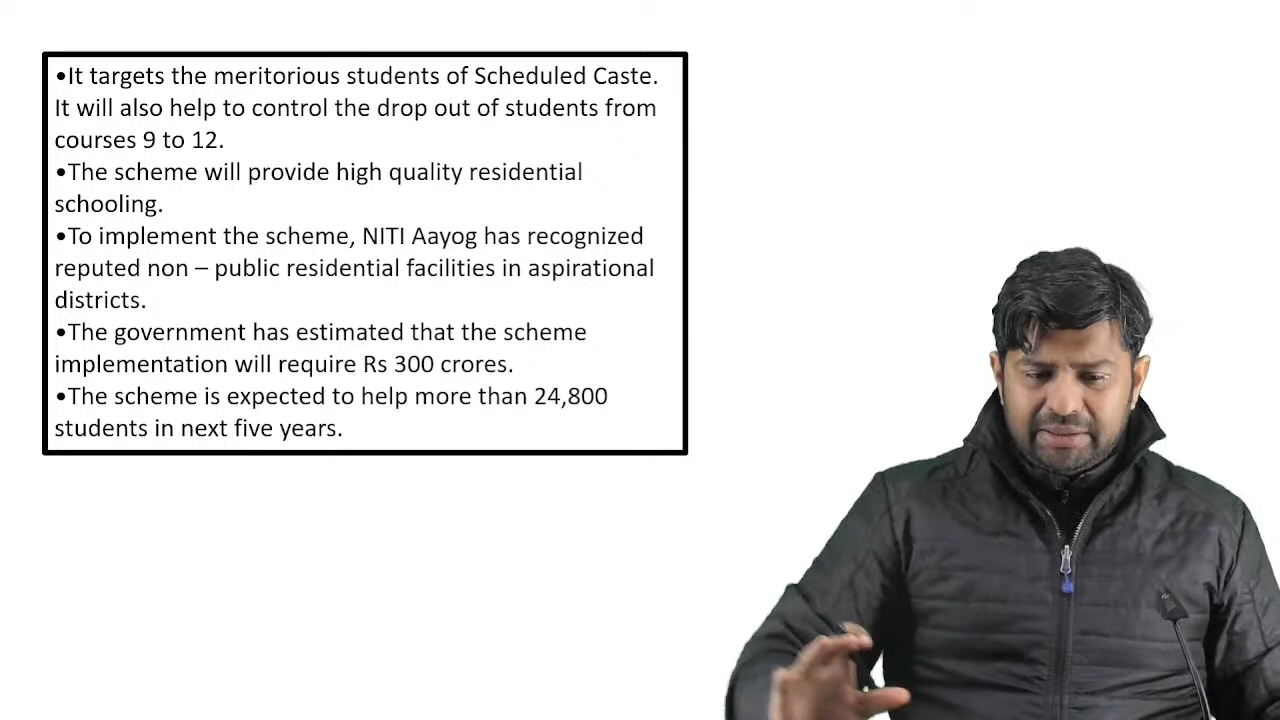 •It targets the meritorious students of Scheduled Caste.
It will also help to control the drop out of students from
courses 9 to 12.
•The scheme will provide high quality residential
schooling.
•To implement the scheme, NITI Aayog has recognized
reputed non – public residential facilities in aspirational
districts.
•The government has estimated that the scheme
implementation will require Rs 300 crores.
•The scheme is expected to help more than 24,800
students in next five years.